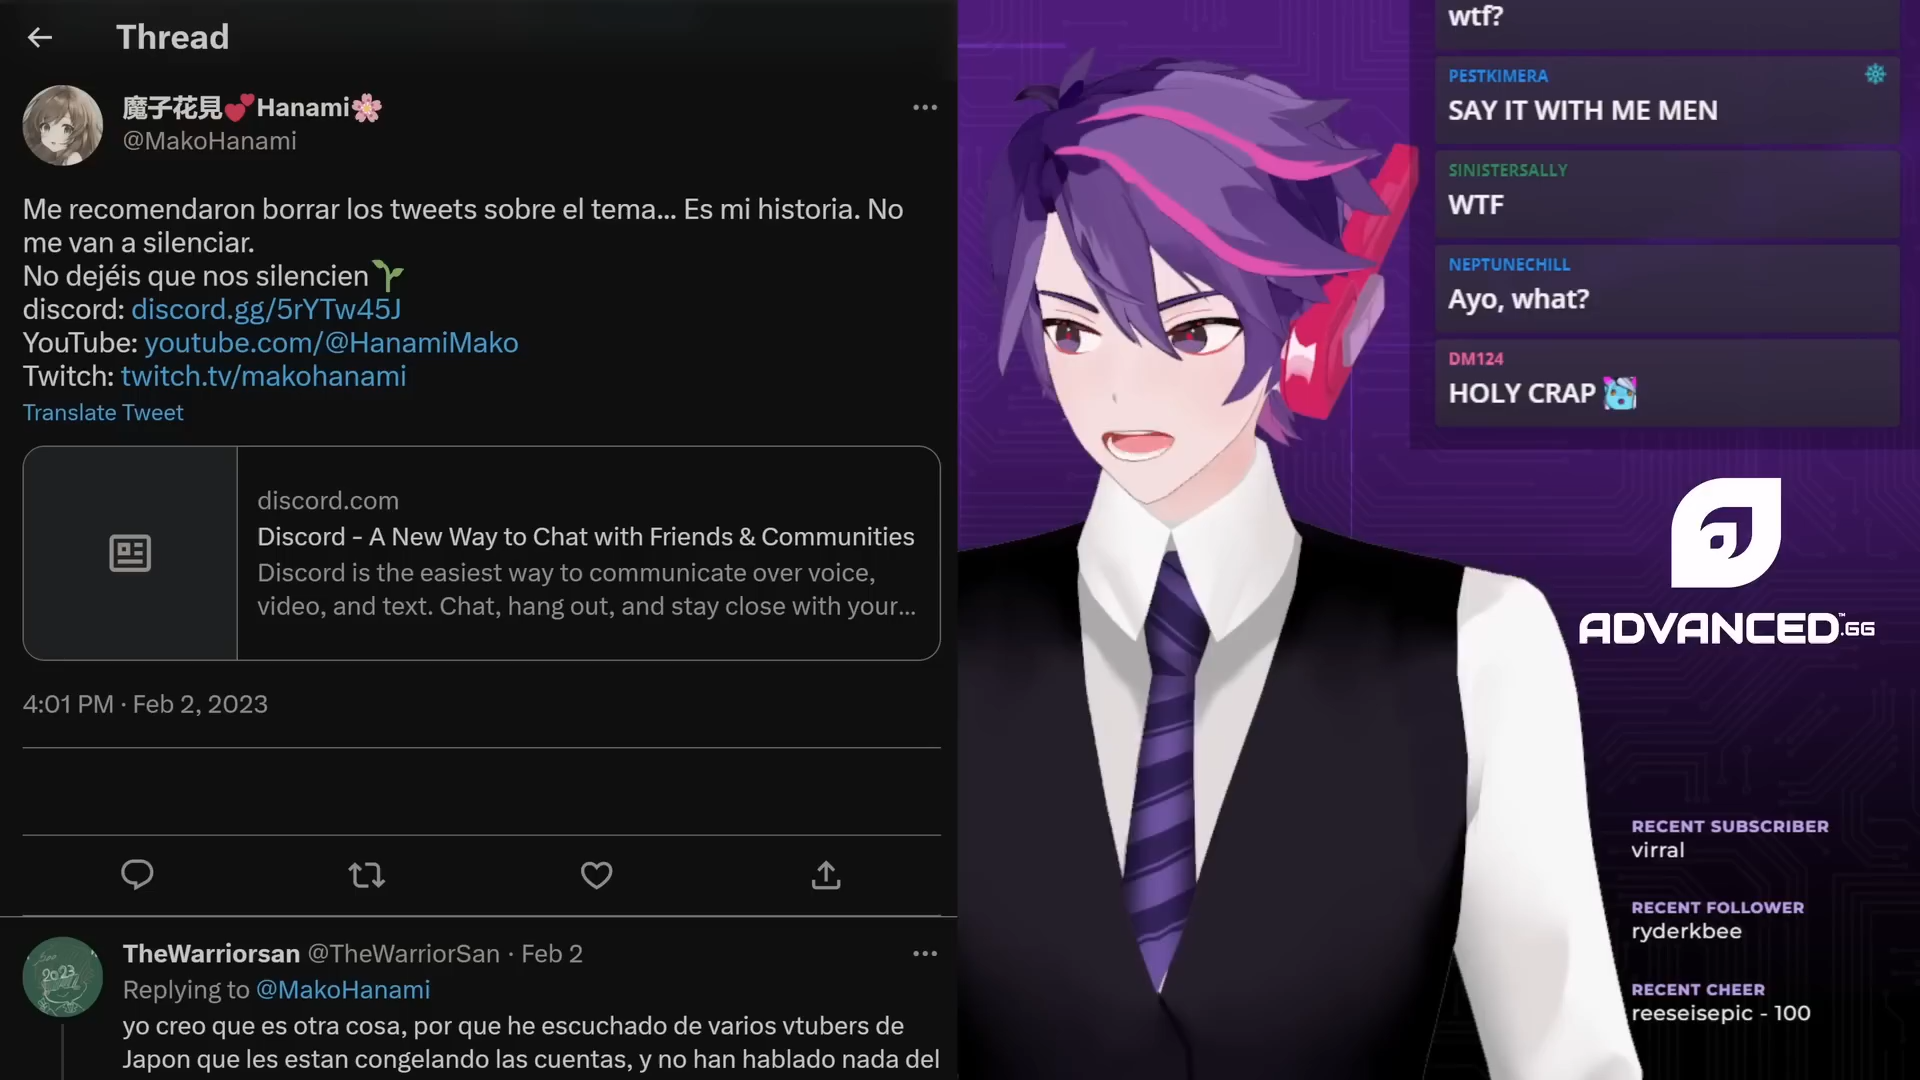 Thread
魔子花見💕Hanami🌸
@MakoHanami
Me recomendaron borrar los tweets sobre el tema... Es mi historia. No
me van a silenciar.
No dejéis que nos silencien🌱
discord: discord.gg/5rYTw45J
YouTube: youtube.com/@HanamiMako
Twitch: twitch.tv/makohanami
Translate Tweet
discord.com
Discord - A New Way to Chat with Friends & Communities
Discord is the easiest way to communicate over voice,
video, and text. Chat, hang out, and stay close with your...
4:01 PM · Feb 2, 2023
TheWarriorsan @TheWarriorSan · Feb 2
Replying to @MakoHanami
yo creo que es otra cosa, por que he escuchado de varios vtubers de
Japon que les estan congelando las cuentas, y no han hablado nada del
2023
wtf?
PESTKIMERA
SAY IT WITH ME MEN
SINISTERSALLY
WTF
NEPTUNECHILL
Ayo, what?
DM124
HOLY CRAP
ADVANCED™.GG
RECENT SUBSCRIBER
virral
RECENT FOLLOWER
ryderkbee
RECENT CHEER
reeseisepic - 100